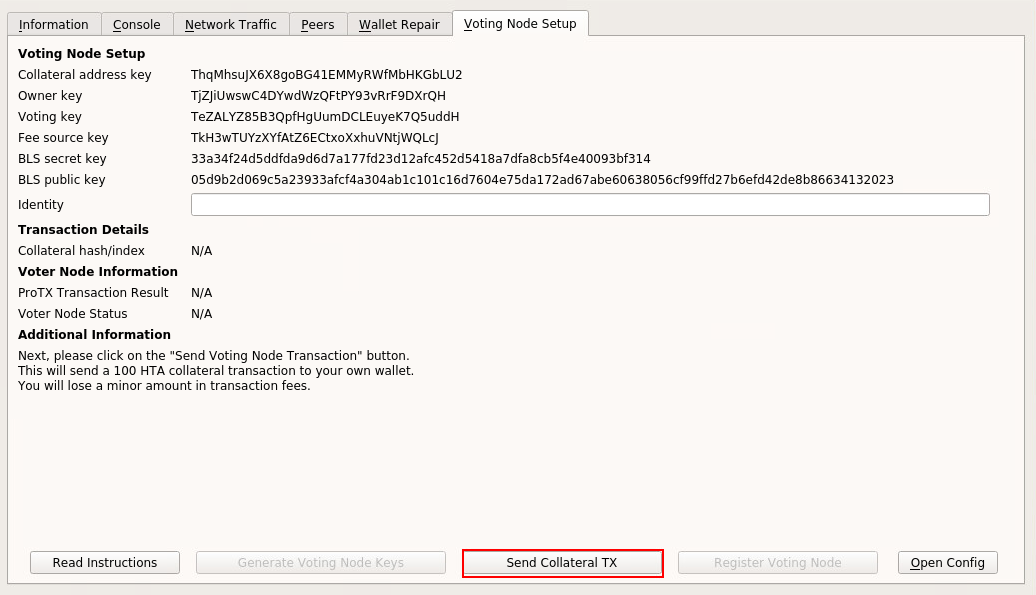 Information Console Network Traffic Peers Wallet Repair Voting Node Setup
Voting Node Setup
Collateral address key ThqMhsuJX6X8goBG41EMMyRWfMbHKGbLU2
Owner key TjZJiUwswC4DYwdWzQFtPY93vRrF9DXrQH
Voting key TeZALYZ85B3QpfHgUumDCLEuyeK7Q5uddH
Fee source key TkH3wTUYzXYfAtZ6ECtxoXxhuVNtjWQLcJ
BLS secret key 33a34f24d5ddfda9d6d7a177fd23d12afc452d5418a7dfa8cb5f4e40093bf314
BLS public key 05d9b2d069c5a23933afcf4a304ab1c101c16d7604e75da172ad67abe60638056cf99ffd27b6efd42de8b86634132023
Identity
Transaction Details
Collateral hash/index N/A
Voter Node Information
ProTX Transaction Result N/A
Voter Node Status N/A
Additional Information
Next, please click on the "Send Voting Node Transaction" button.
This will send a 100 HTA collateral transaction to your own wallet.
You will lose a minor amount in transaction fees.
Read Instructions Generate Voting Node Keys Send Collateral TX Register Voting Node Open Config